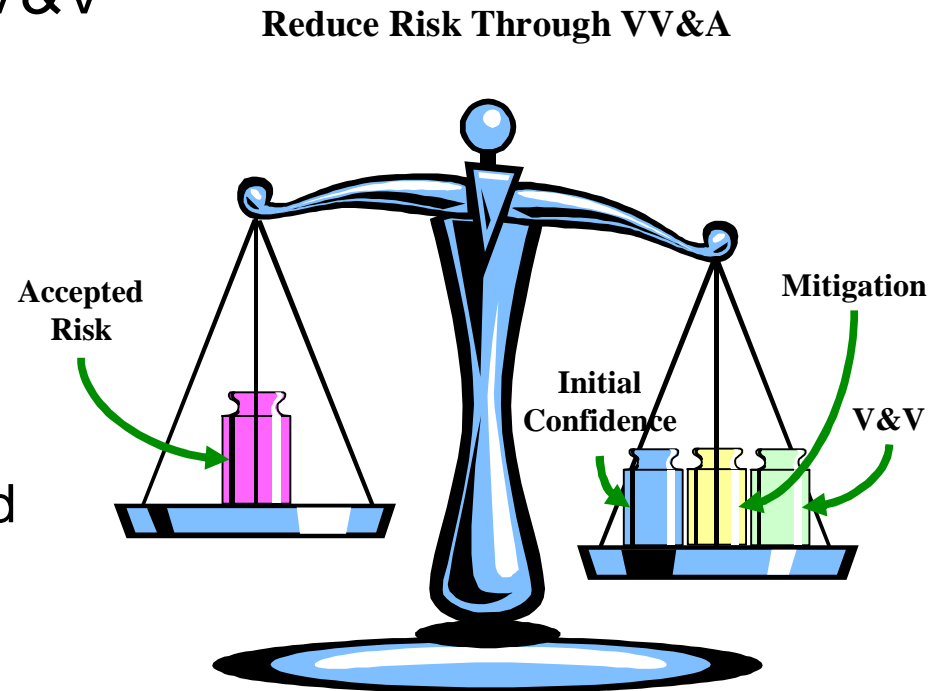 V&V
Reduce Risk Through VV&A
Accepted
Risk
Mitigation
Initial
Confidence
V&V
d